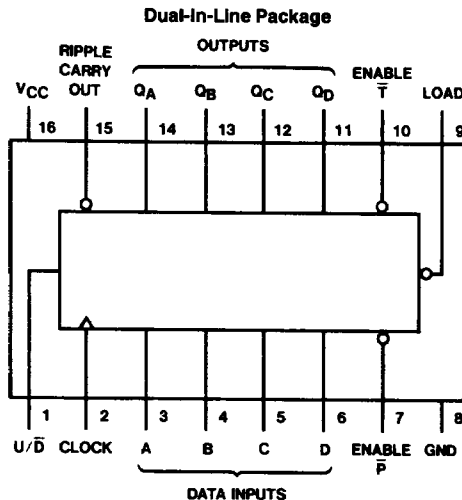 Dual-In-Line Package
OUTPUTS
RIPPLE CARRY OUT
VCC QA QB QC QD ENABLE T̅ LOAD
16 15 14 13 12 11 10 9
1 2 3 4 5 6 7 8
U/D̅ CLOCK A B C D ENABLE P̅ GND
DATA INPUTS